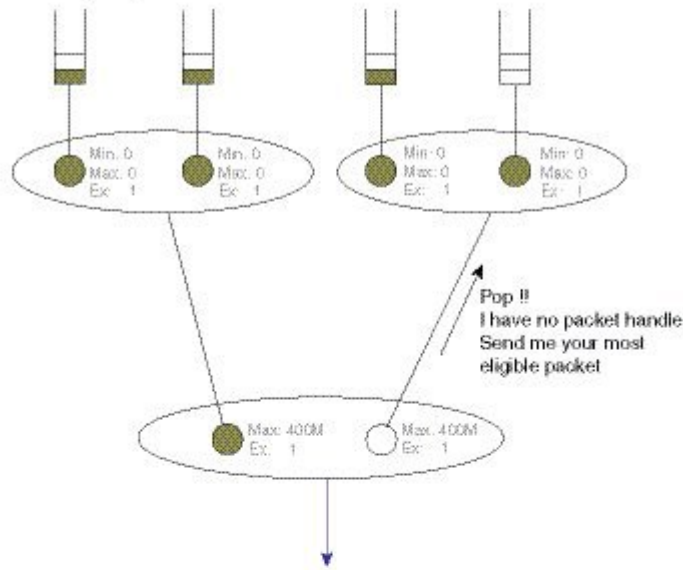 Min. 0
Max. 0
Ex: 1
Min. 0
Max. 0
Ex: 1
Min: 0
Max: 0
Ex: 1
Min: 0
Max: 0
Ex: 1
Pop !!
I have no packet handle
Send me your most
eligible packet
Max: 400M
Ex: 1
Max. 400M
Ex: 1